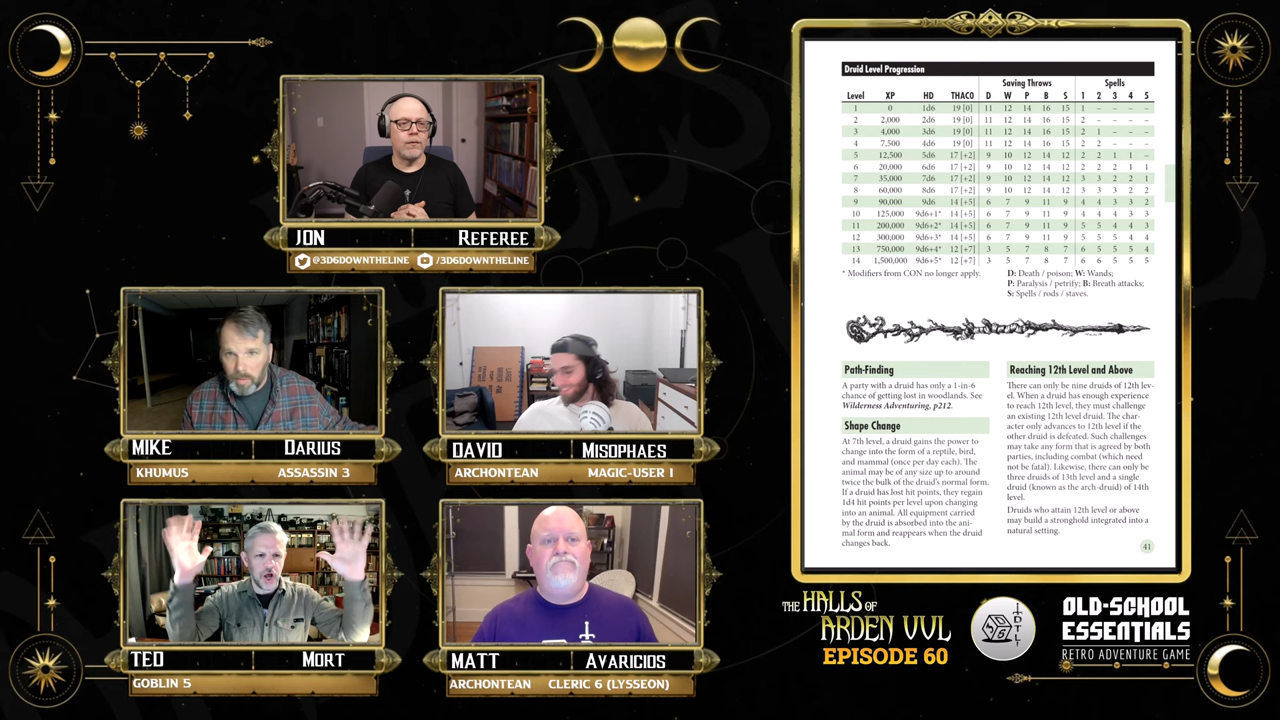 JON Referee
@3D6DOWNTHELINE /3D6DOWNTHELINE
MIKE Darius
KHUMUS ASSASSIN 3
DAVID Misophaes
ARCHONTEAN MAGIC-USER 1
TED Mort
GOBLIN 5
MATT Avaricios
ARCHONTEAN CLERIC 6 (LYSSEON)
Druid Level Progression
Saving Throws Spells
Level XP HD THAC0 D W P B S 1 2 3 4 5
1 0 1d6 19 [0] 11 12 14 16 15 1 – – – –
2 2,000 2d6 19 [0] 11 12 14 16 15 2 – – – –
3 4,000 3d6 19 [0] 11 12 14 16 15 2 1 – – –
4 7,500 4d6 19 [0] 11 12 14 16 15 2 2 – – –
5 12,500 5d6 17 [+2] 9 10 12 14 12 2 2 1 1 –
6 20,000 6d6 17 [+2] 9 10 12 14 12 2 2 2 1 1
7 35,000 7d6 17 [+2] 9 10 12 14 12 3 3 2 2 1
8 60,000 8d6 17 [+2] 9 10 12 14 12 3 3 3 2 2
9 90,000 9d6 14 [+5] 6 7 9 11 9 4 4 3 3 2
10 125,000 9d6+1* 14 [+5] 6 7 9 11 9 4 4 4 3 3
11 200,000 9d6+2* 14 [+5] 6 7 9 11 9 5 5 4 4 3
12 300,000 9d6+3* 14 [+5] 6 7 9 11 9 5 5 5 4 4
13 750,000 9d6+4* 12 [+7] 3 5 7 8 7 6 5 5 5 4
14 1,500,000 9d6+5* 12 [+7] 3 5 7 8 7 6 6 5 5 5
* Modifiers from CON no longer apply.
D: Death / poison; W: Wands;
P: Paralysis / petrify; B: Breath attacks;
S: Spells / rods / staves.
Path-Finding
A party with a druid has only a 1-in-6
chance of getting lost in woodlands. See
Wilderness Adventuring, p212.
Shape Change
At 7th level, a druid gains the power to
change into the form of a reptile, bird,
and mammal (once per day each). The
animal may be of any size up to around
twice the bulk of the druid's normal form.
If a druid has lost hit points, they regain
1d4 hit points per level upon changing
into an animal. All equipment carried
by the druid is absorbed into the ani-
mal form and reappears when the druid
changes back.
Reaching 12th Level and Above
There can only be nine druids of 12th lev-
el. When a druid has enough experience
to reach 12th level, they must challenge
an existing 12th level druid. The char-
acter only advances to 12th level if the
other druid is defeated. Such challenges
may take any form that is agreed by both
parties, including combat (which need
not be fatal). Likewise, there can only be
three druids of 13th level and a single
druid (known as the arch-druid) of 14th
level.
Druids who attain 12th level or above
may build a stronghold integrated into a
natural setting.
41
THE HALLS OF
ARDEN VUL
EPISODE 60
OLD-SCHOOL
ESSENTIALS
RETRO ADVENTURE GAME